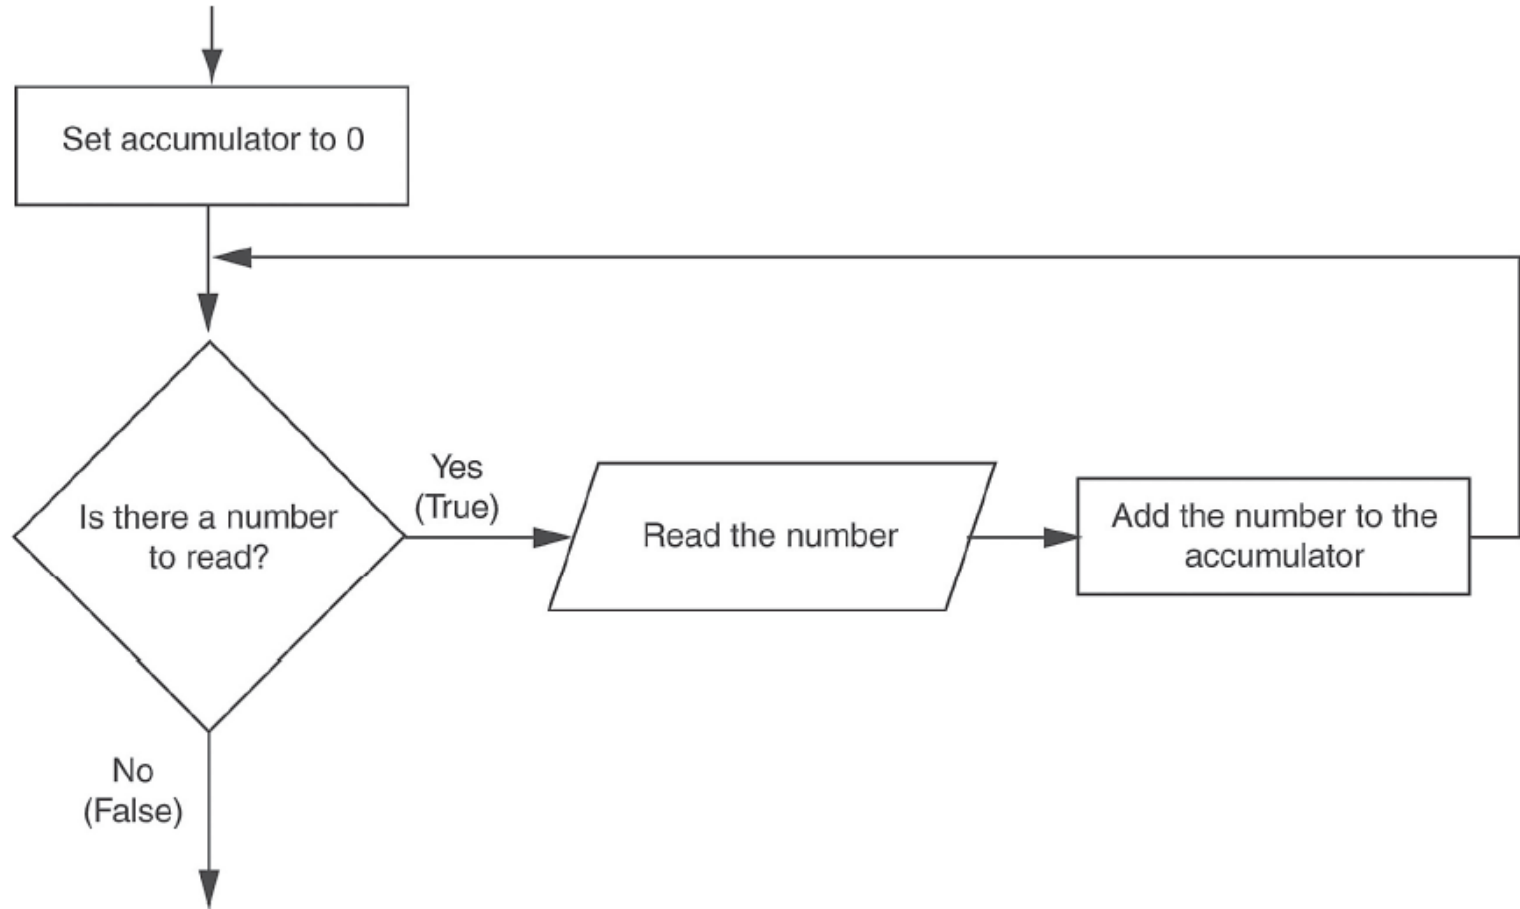 Set accumulator to 0
Is there a number
to read?
Yes
(True)
Read the number
Add the number to the
accumulator
No
(False)